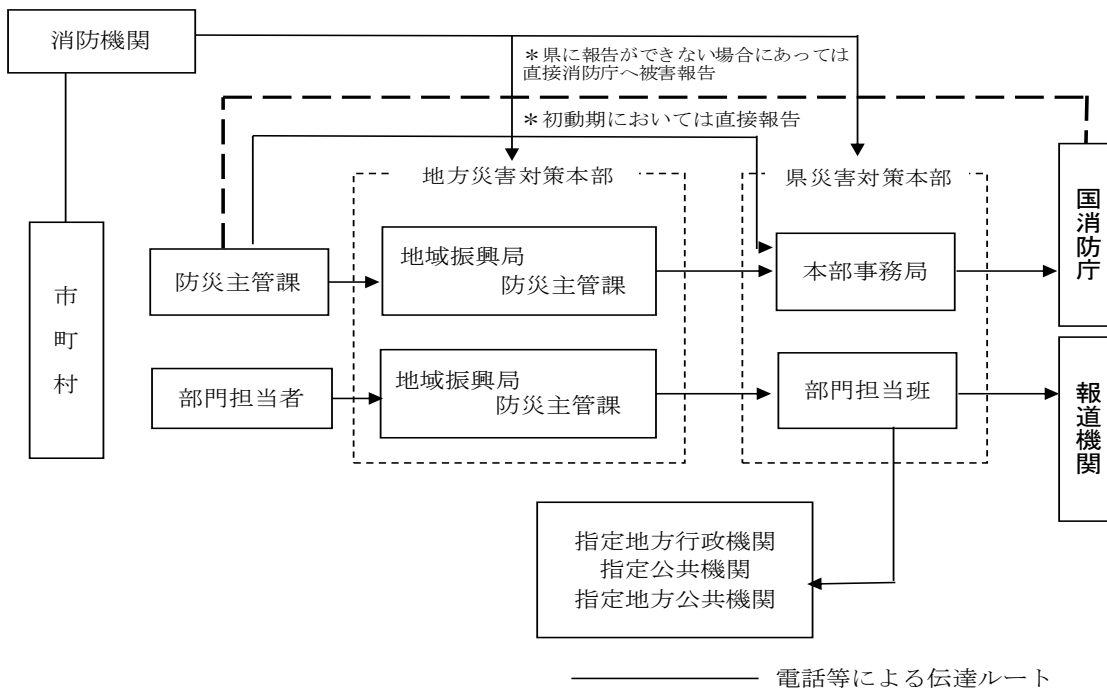 消防機関
＊県に報告ができない場合にあっては
直接消防庁へ被害報告
＊初動期においては直接報告
地方災害対策本部
県災害対策本部
国消防庁
市町村
防災主管課
地域振興局
防災主管課
本部事務局
部門担当者
地域振興局
防災主管課
部門担当班
報道機関
指定地方行政機関
指定公共機関
指定地方公共機関
電話等による伝達ルート